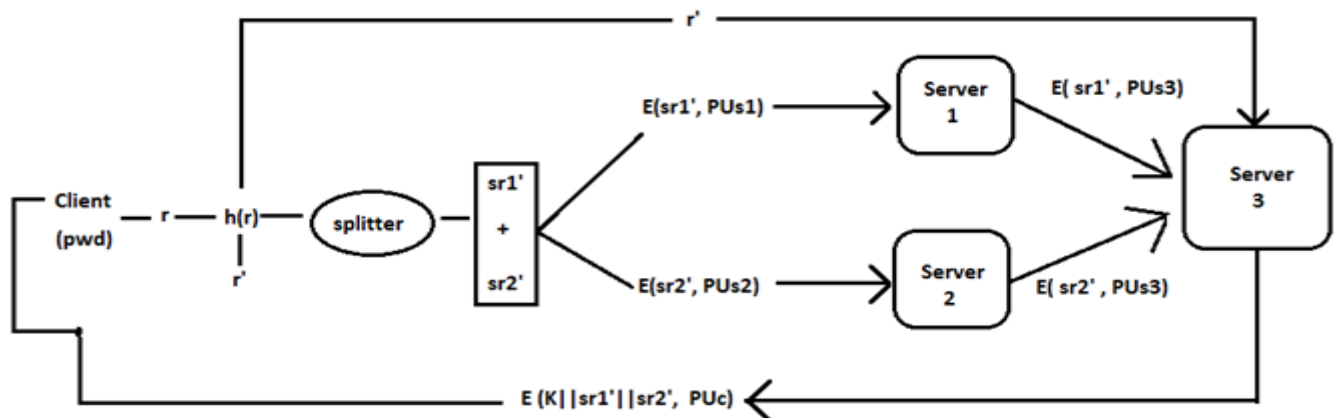 r'
E(sr1', PUs1)
Server
1
E( sr1' , PUs3)
Client
(pwd)
r
h(r)
r'
splitter
sr1'
+
sr2'
Server
3
E(sr2', PUs2)
Server
2
E( sr2' , PUs3)
E (K||sr1'||sr2', PUc)